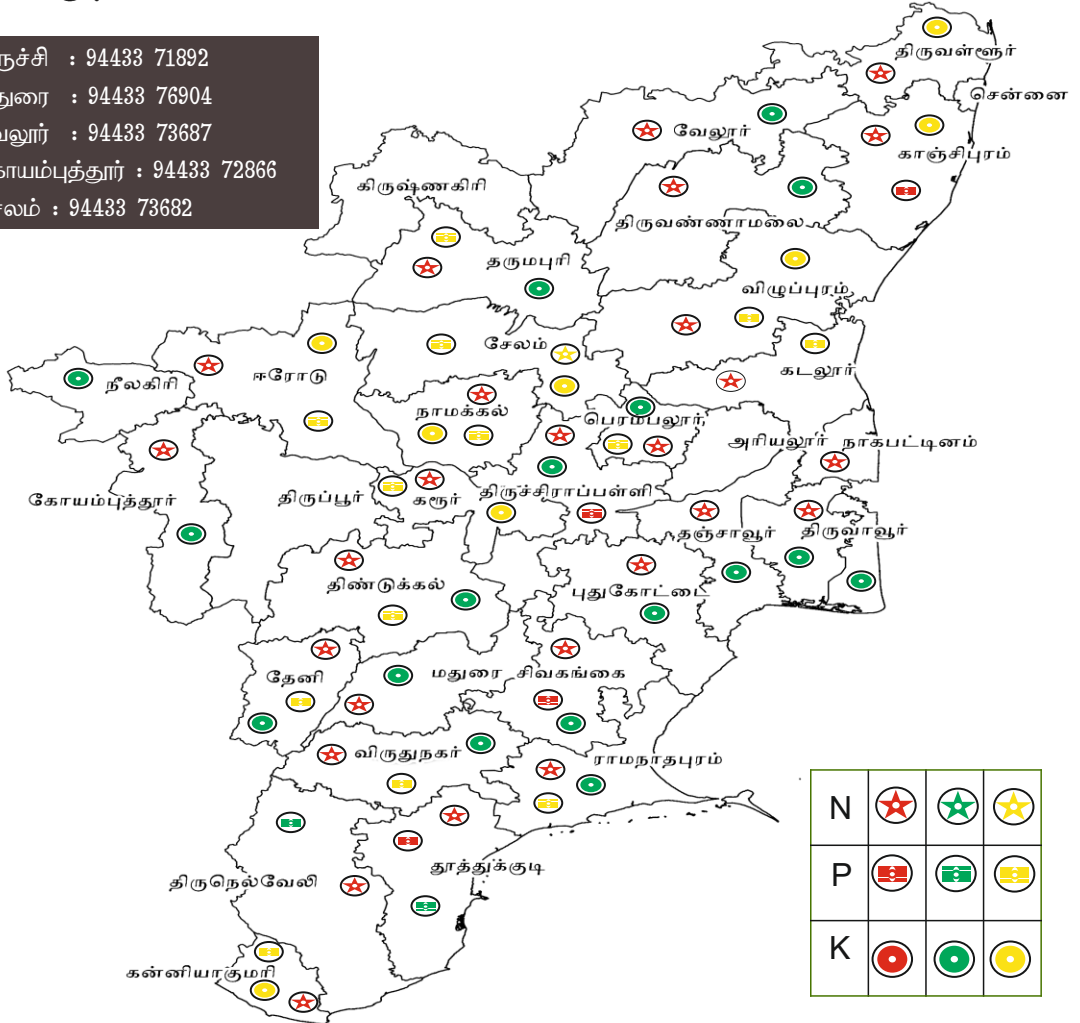 ருச்சி : 94433 71892
துரை : 94433 76904
லூர் : 94433 73687
காயம்புத்தூர் : 94433 72866
சலம் : 94433 73682
திருவள்ளூர்
சென்னை
வேலூர்
காஞ்சிபுரம்
கிருஷ்ணகிரி
திருவண்ணாமலை
தருமபுரி
விழுப்புரம்
சேலம்
கடலூர்
நீலகிரி
ஈரோடு
நாமக்கல்
பெரம்பலூர்
அரியலூர்
நாகபட்டினம்
கோயம்புத்தூர்
திருப்பூர்
கரூர்
திருச்சிராப்பள்ளி
தஞ்சாவூர்
திருவாவூர்
திண்டுக்கல்
புதுகோட்டை
தேனி
மதுரை
சிவகங்கை
விருதுநகர்
ராமநாதபுரம்
தூத்துக்குடி
திருநெல்வேலி
கன்னியாகுமரி
N
P
K